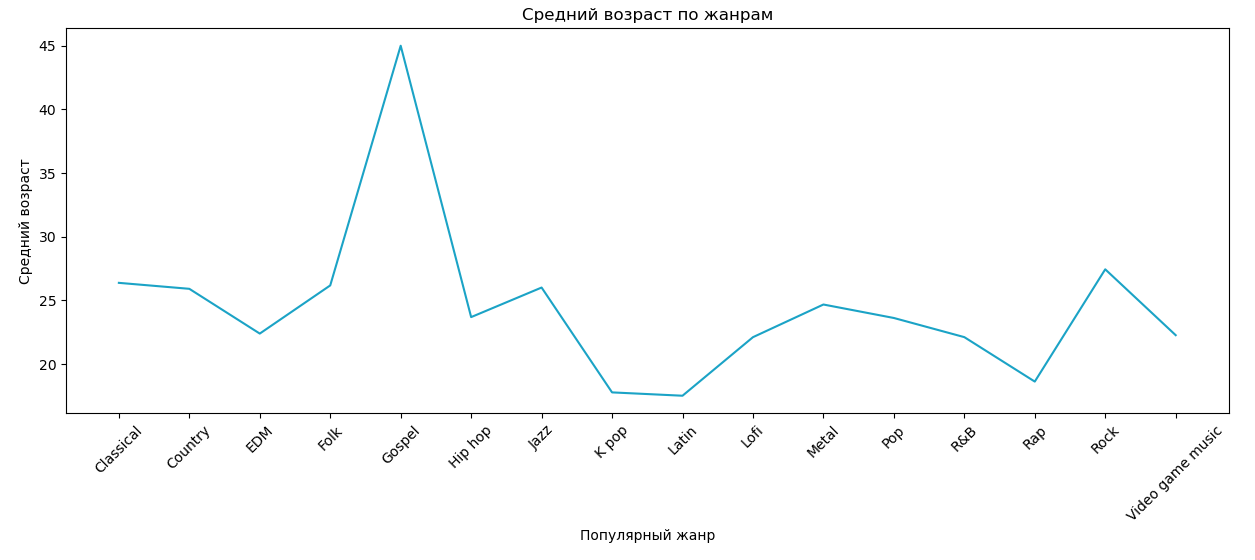 Средний возраст по жанрам
Средний возраст
45
40
35
30
25
20
Classical
Country
EDM
Folk
Gospel
Hip hop
Jazz
K pop
Latin
Lofi
Metal
Pop
R&B
Rap
Rock
Video game music
Популярный жанр